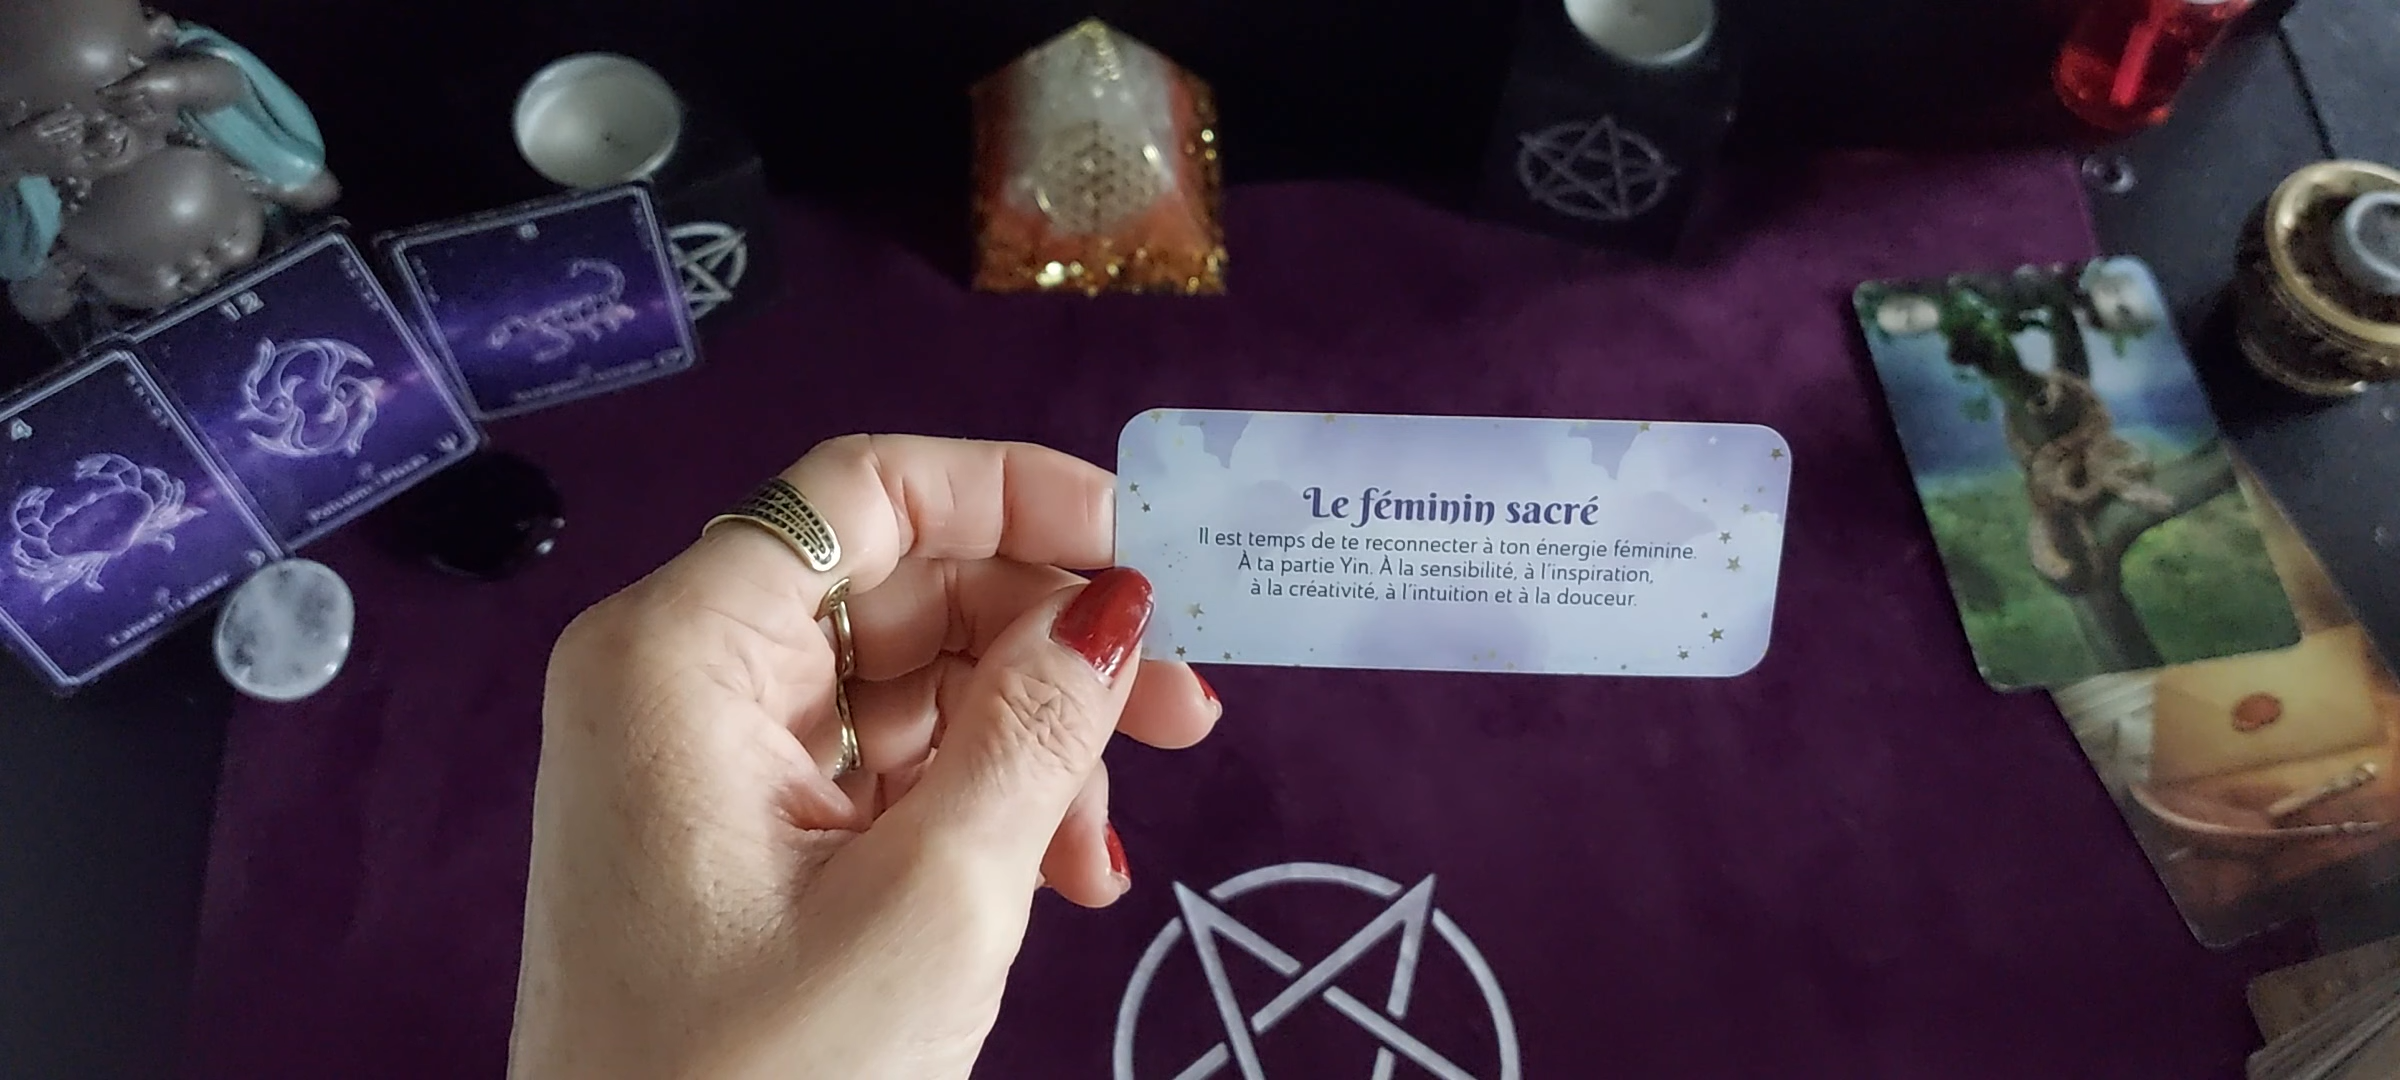 12
4
Le féminin sacré
Il est temps de te reconnecter à ton énergie féminine.
À ta partie Yin. À la sensibilité, à l'inspiration,
à la créativité, à l'intuition et à la douceur.